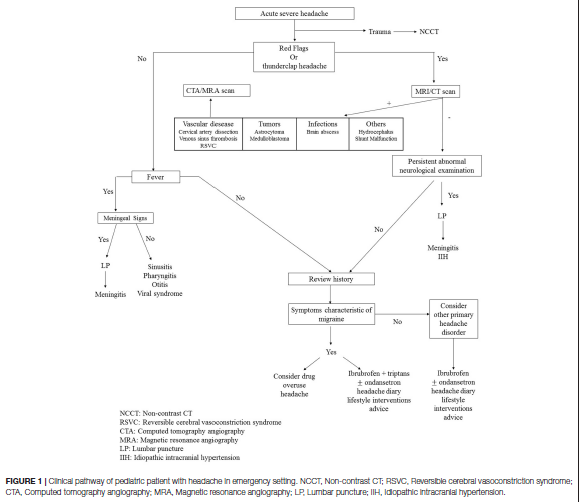 Acute severe headache
Trauma
NCCT
Red Flags
Or
thunderclap headache
No
Yes
CTA/MR.A scan
MRI/CT scan
+
-
Vascular diesease
Cervical artery dissection
Venous sinus thrombosis
RSVC
Tumors
Astrocytoma
Medulloblastoma
Infections
Brain abscess
Others
Hydrocephalus
Shunt Malfunction
Persistent abnormal
neurological examination
Fever
Yes
No
Yes
No
Meningeal Signs
LP
Yes
No
Meningitis
IIH
LP
Sinusitis
Pharyngitis
Otitis
Viral syndrome
Meningitis
Review history
Symptoms characteristic of
migraine
No
Consider
other primary
headache
disorder
Yes
Consider drug
overuse
headache
Ibubrofen + triptans
± ondansetron
headache diary
lifestyle interventions
advice
Ibubrofen
± ondansetron
headache diary
lifestyle
interventions
advice
NCCT: Non-contrast CT
RSVC: Reversible cerebral vasoconstriction syndrome
CTA: Computed tomography angiography
MRA: Magnetic resonance angiography
LP: Lumbar puncture
IIH: Idiopathic intracranial hypertension
FIGURE 1 | Clinical pathway of pediatric patient with headache in emergency setting. NCCT, Non-contrast CT; RSVC, Reversible cerebral vasoconstriction syndrome;
CTA, Computed tomography angiography; MRA, Magnetic resonance angiography; LP, Lumbar puncture; IIH, Idiopathic intracranial hypertension.